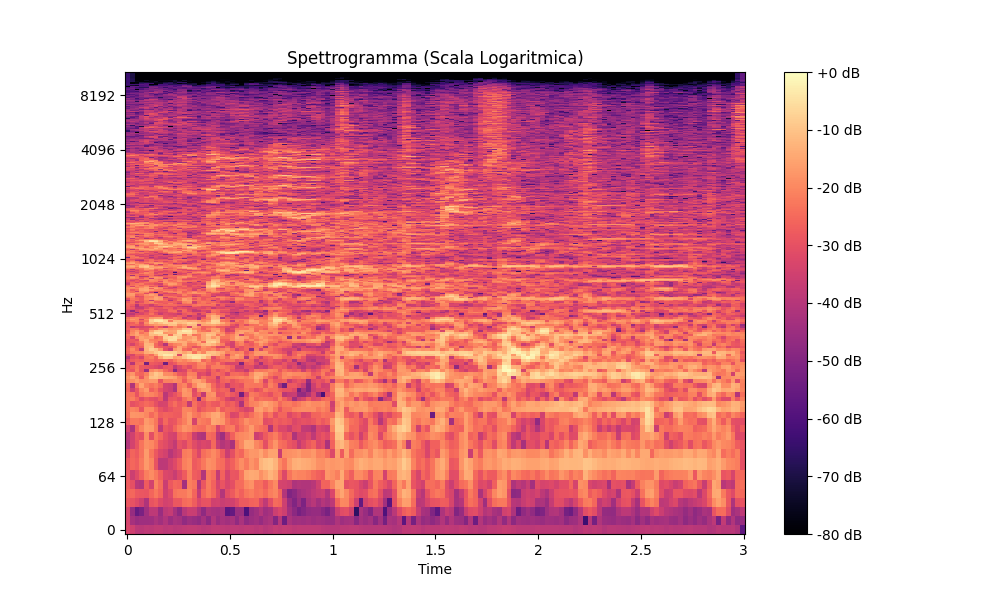 Spettrogramma (Scala Logaritmica)
Hz
8192
4096
2048
1024
512
256
128
64
0
0
0.5
1
1.5
2
2.5
3
Time
+0 dB
-10 dB
-20 dB
-30 dB
-40 dB
-50 dB
-60 dB
-70 dB
-80 dB